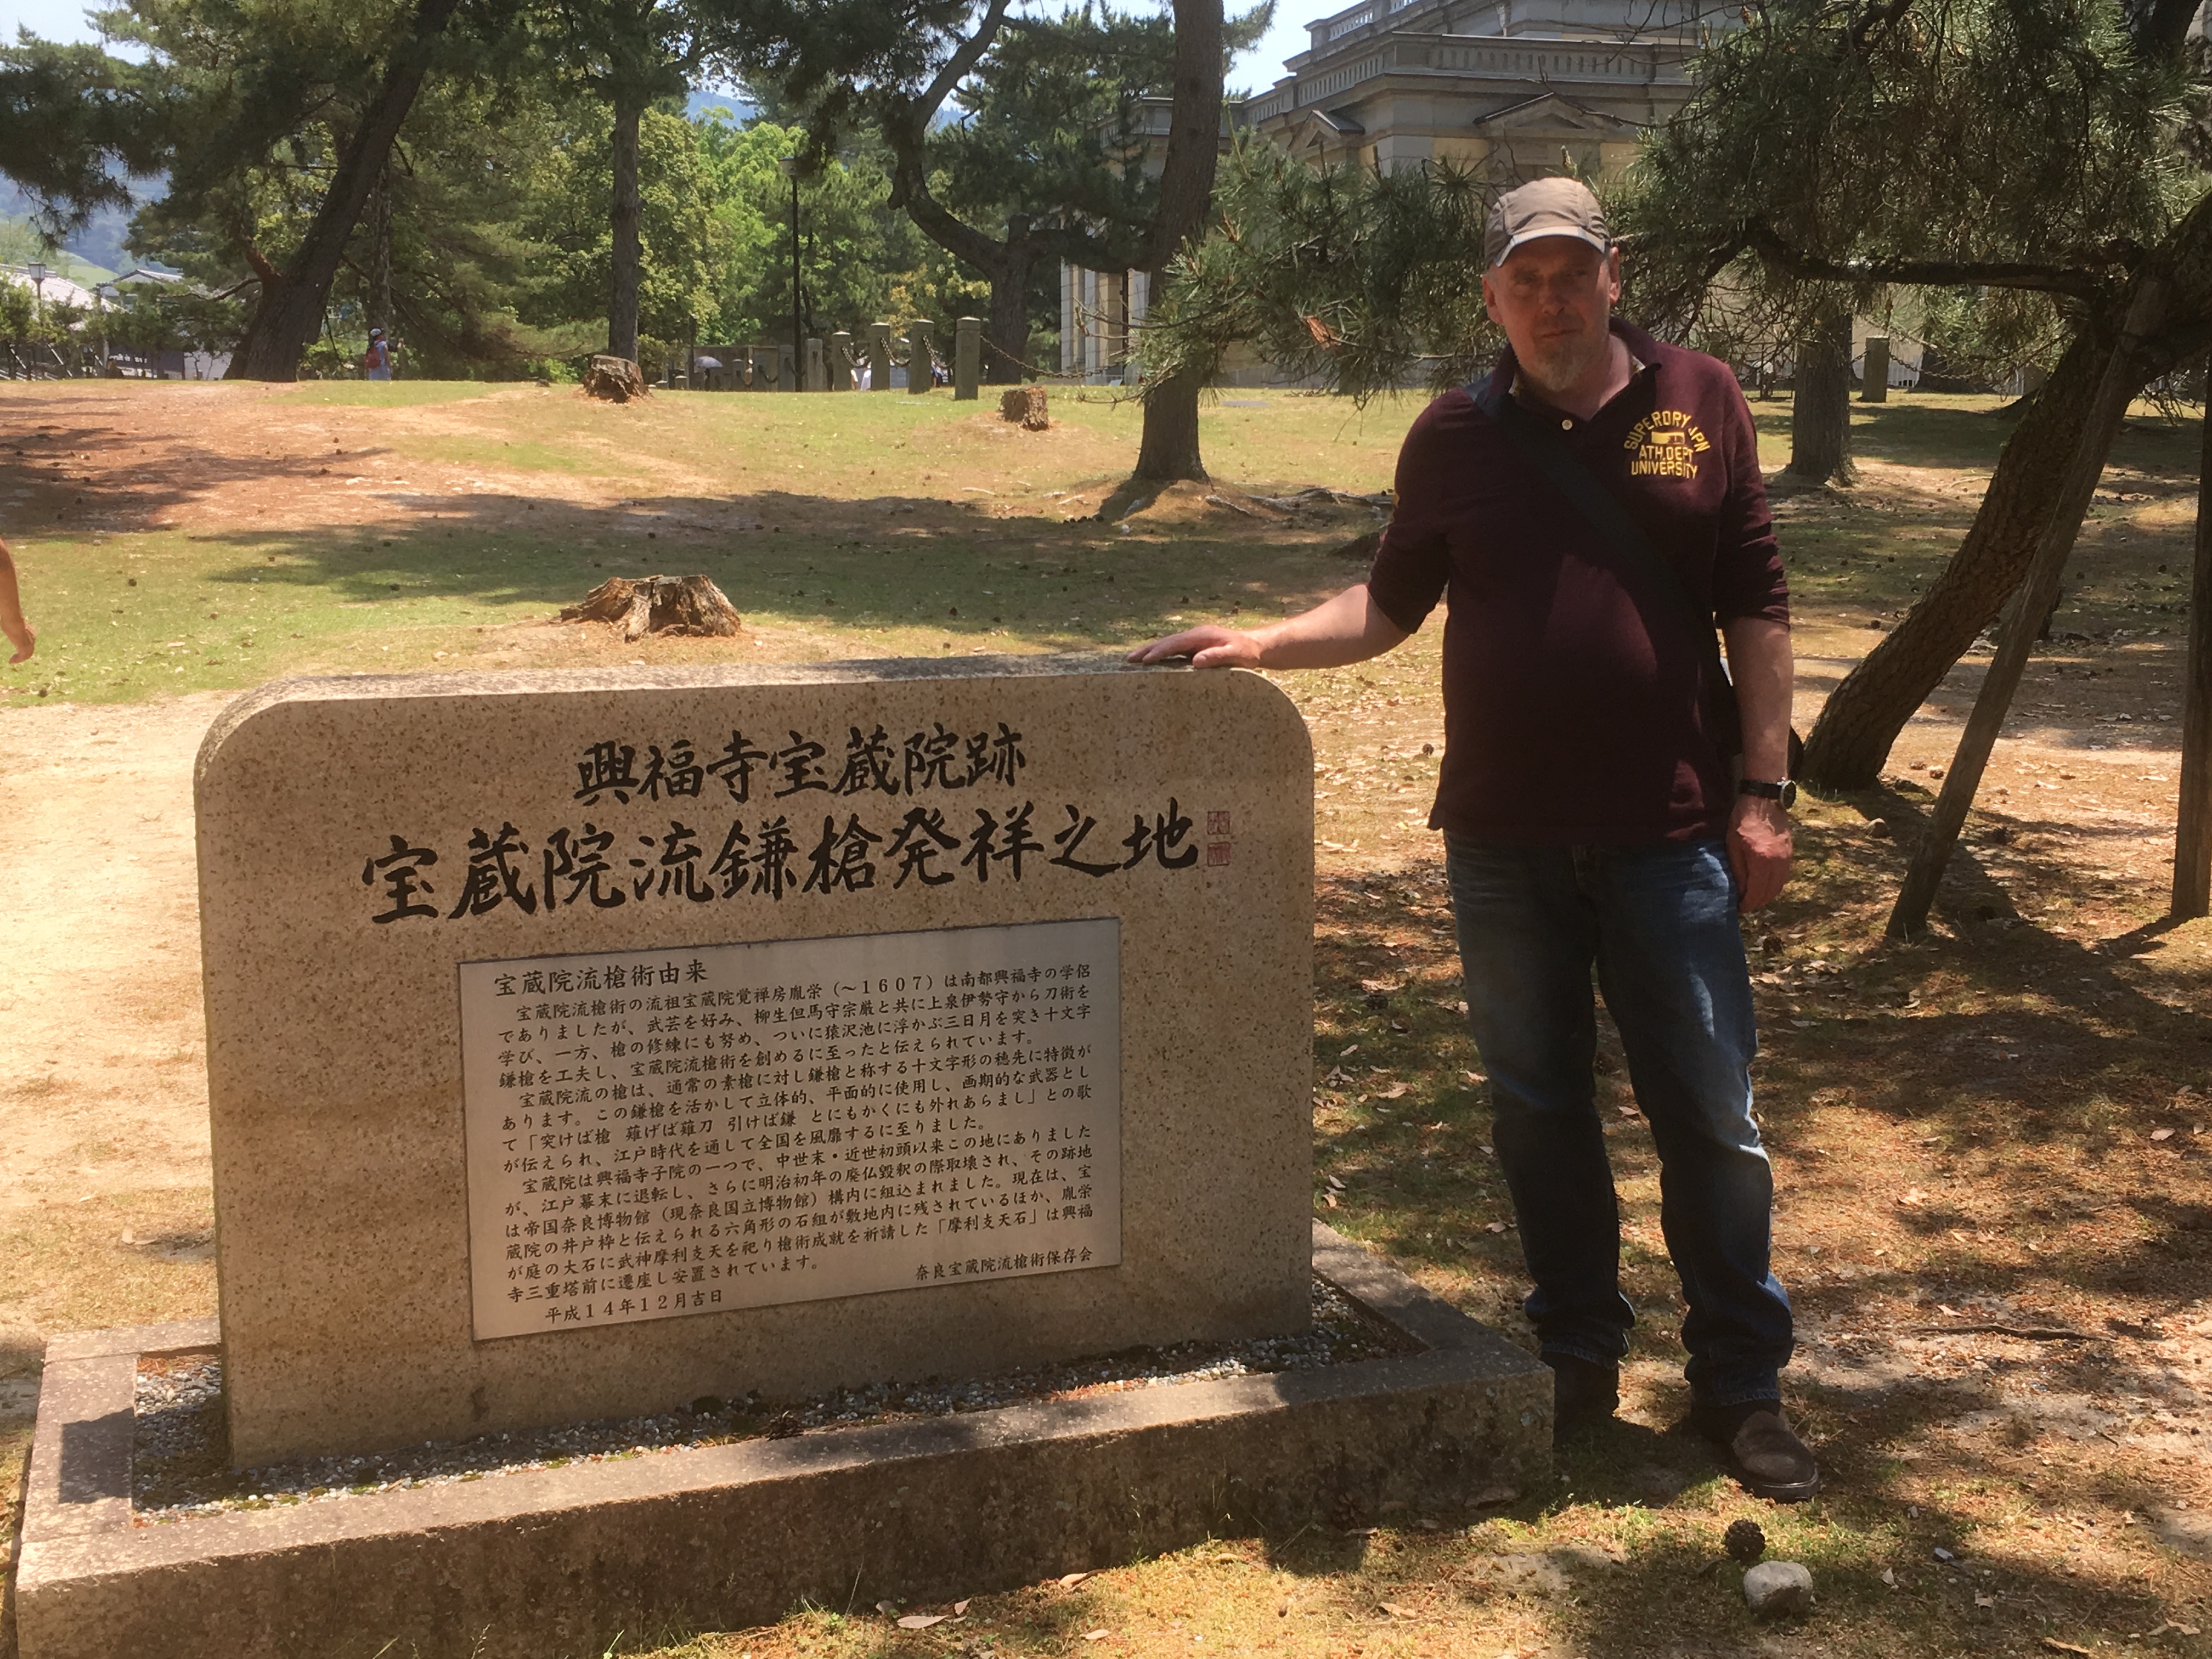 興福寺宝蔵院跡
宝蔵院流鎌槍発祥之地
宝蔵院流槍術由来
宝蔵院流槍術の流祖宝蔵院覚禅房胤栄(~1607)は南都興福寺の学侶
でありましたが、武芸を好み、柳生但馬守宗厳と共に上泉伊勢守から刀術を
学び、一方、槍の修練にも努め、ついに猿沢池に浮かぶ三日月を突き十文字
鎌槍を工夫し、宝蔵院流槍術を創めるに至ったと伝えられています。
宝蔵院流の槍は、通常の素槍に対し鎌槍と称する十文字形の穂先に特徴が
あります。この鎌槍を活かして立体的、平面的に使用し、画期的な武器とし
て「突けば槍 薙げば薙刀 引けば鎌 とにもかくにも外れあらまし」との歌
が伝えられ、江戸時代を通して全国を風靡するに至りました。
宝蔵院は興福寺子院の一つで、中世末・近世初頭以来この地にありました
が、江戸幕末に退転し、さらに明治初年の廃仏毀釈の際取壊され、その跡地
は帝国奈良博物館(現奈良国立博物館)構内に組込まれました。現在は、宝
蔵院の井戸枠と伝えられる六角形の石組が敷地内に残されているほか、胤栄
が庭の大石に武神摩利支天を祀り槍術成就を祈請した「摩利支天石」は興福
寺三重塔前に遷座し安置されています。
奈良宝蔵院流槍術保存会
平成14年12月吉日
SUPERDRY JPN
ATH. DEPT
UNIVERSITY